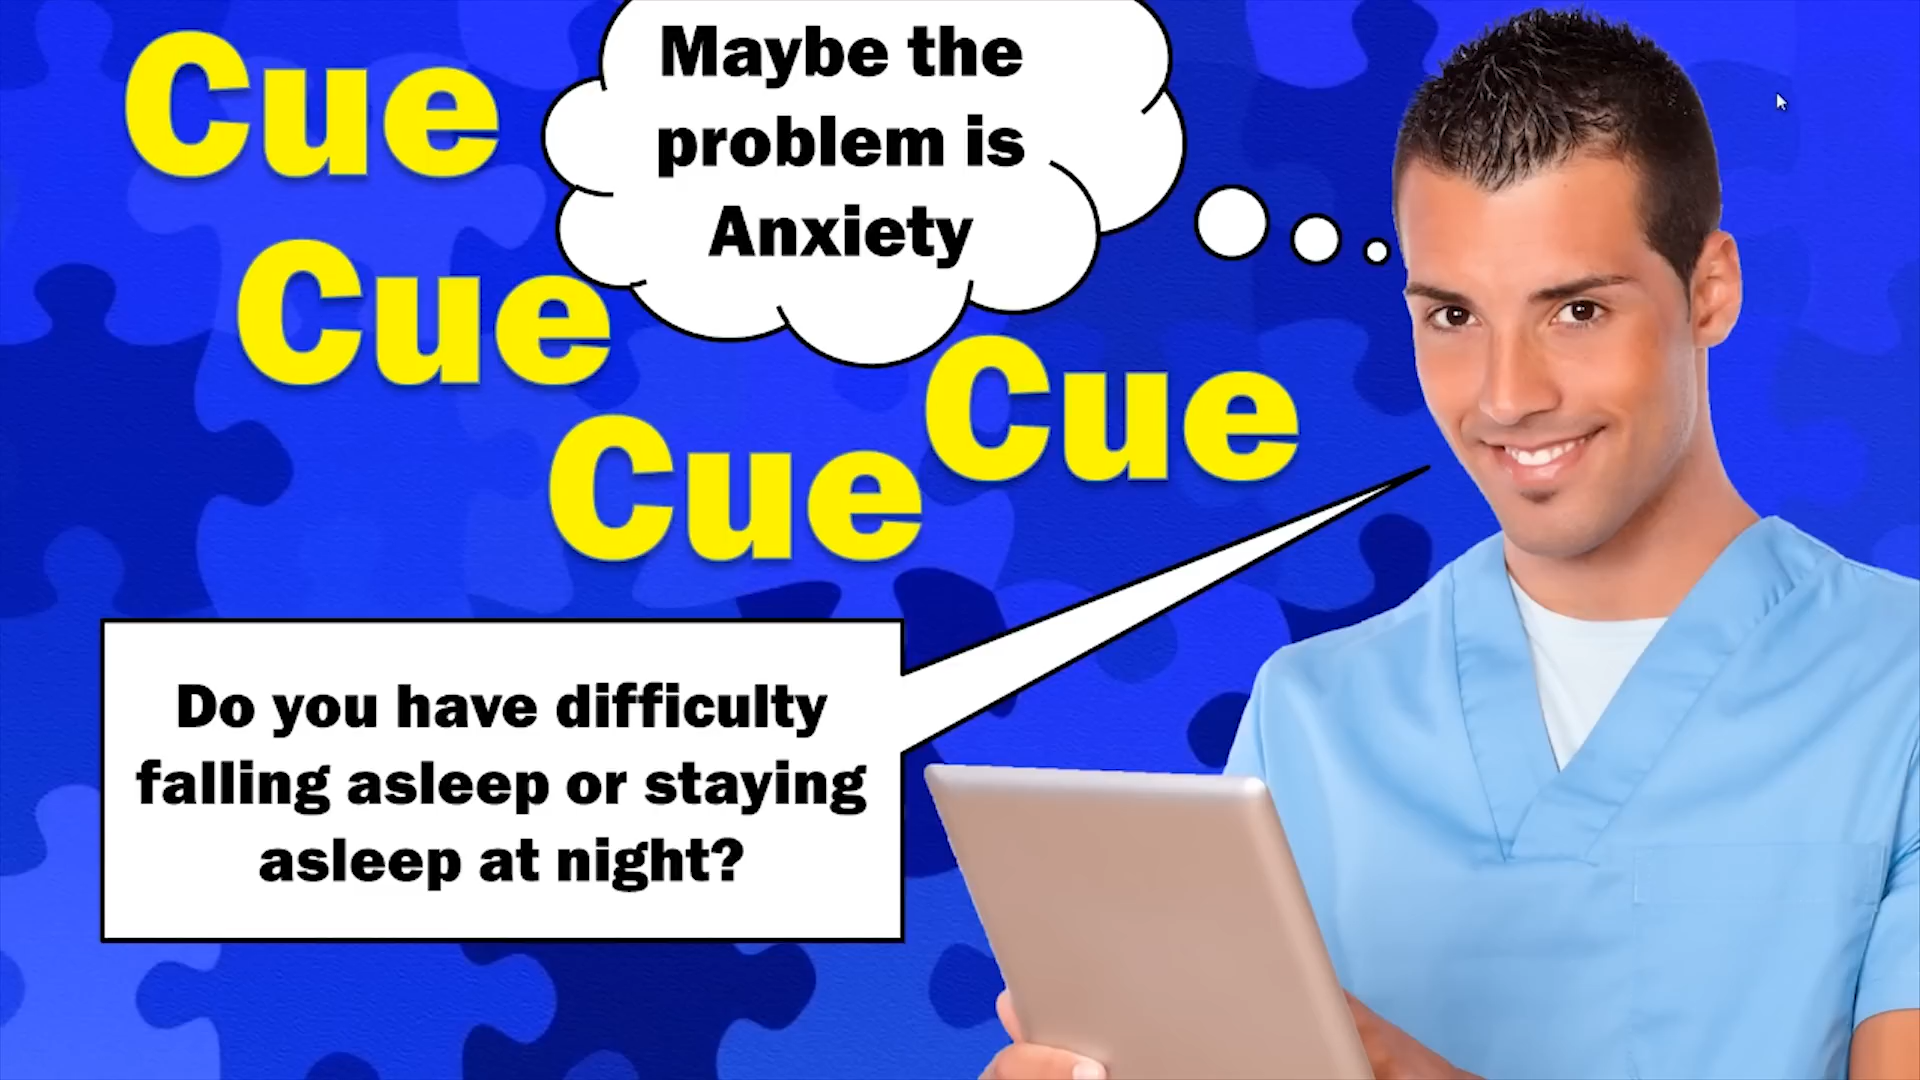 Cue
Maybe the
problem is
Anxiety
Cue
Cue
Cue
Do you have difficulty
falling asleep or staying
asleep at night?